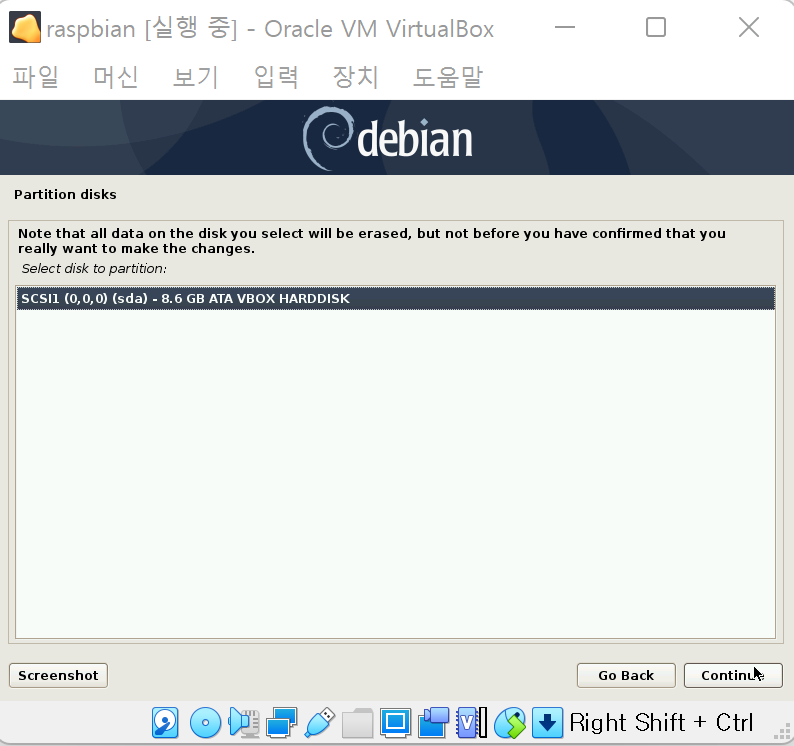 raspbian [실행 중] - Oracle VM VirtualBox
파일 머신 보기 입력 장치 도움말
debian
Partition disks
Note that all data on the disk you select will be erased, but not before you have confirmed that you
really want to make the changes.
Select disk to partition:
SCSI1 (0,0,0) (sda) - 8.6 GB ATA VBOX HARDDISK
Screenshot Go Back Continue
Right Shift + Ctrl